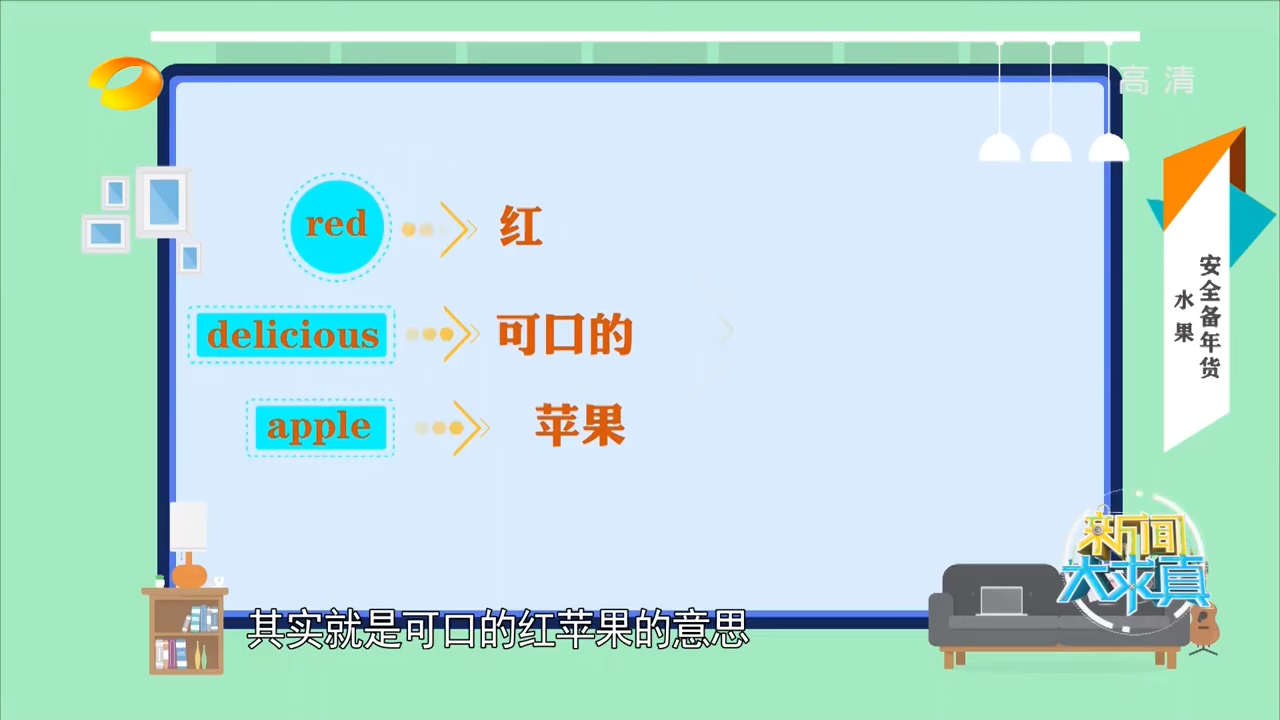 高清
red
红
delicious
可口的
apple
苹果
安全备年货
水果
新闻
大求真
其实就是可口的红苹果的意思